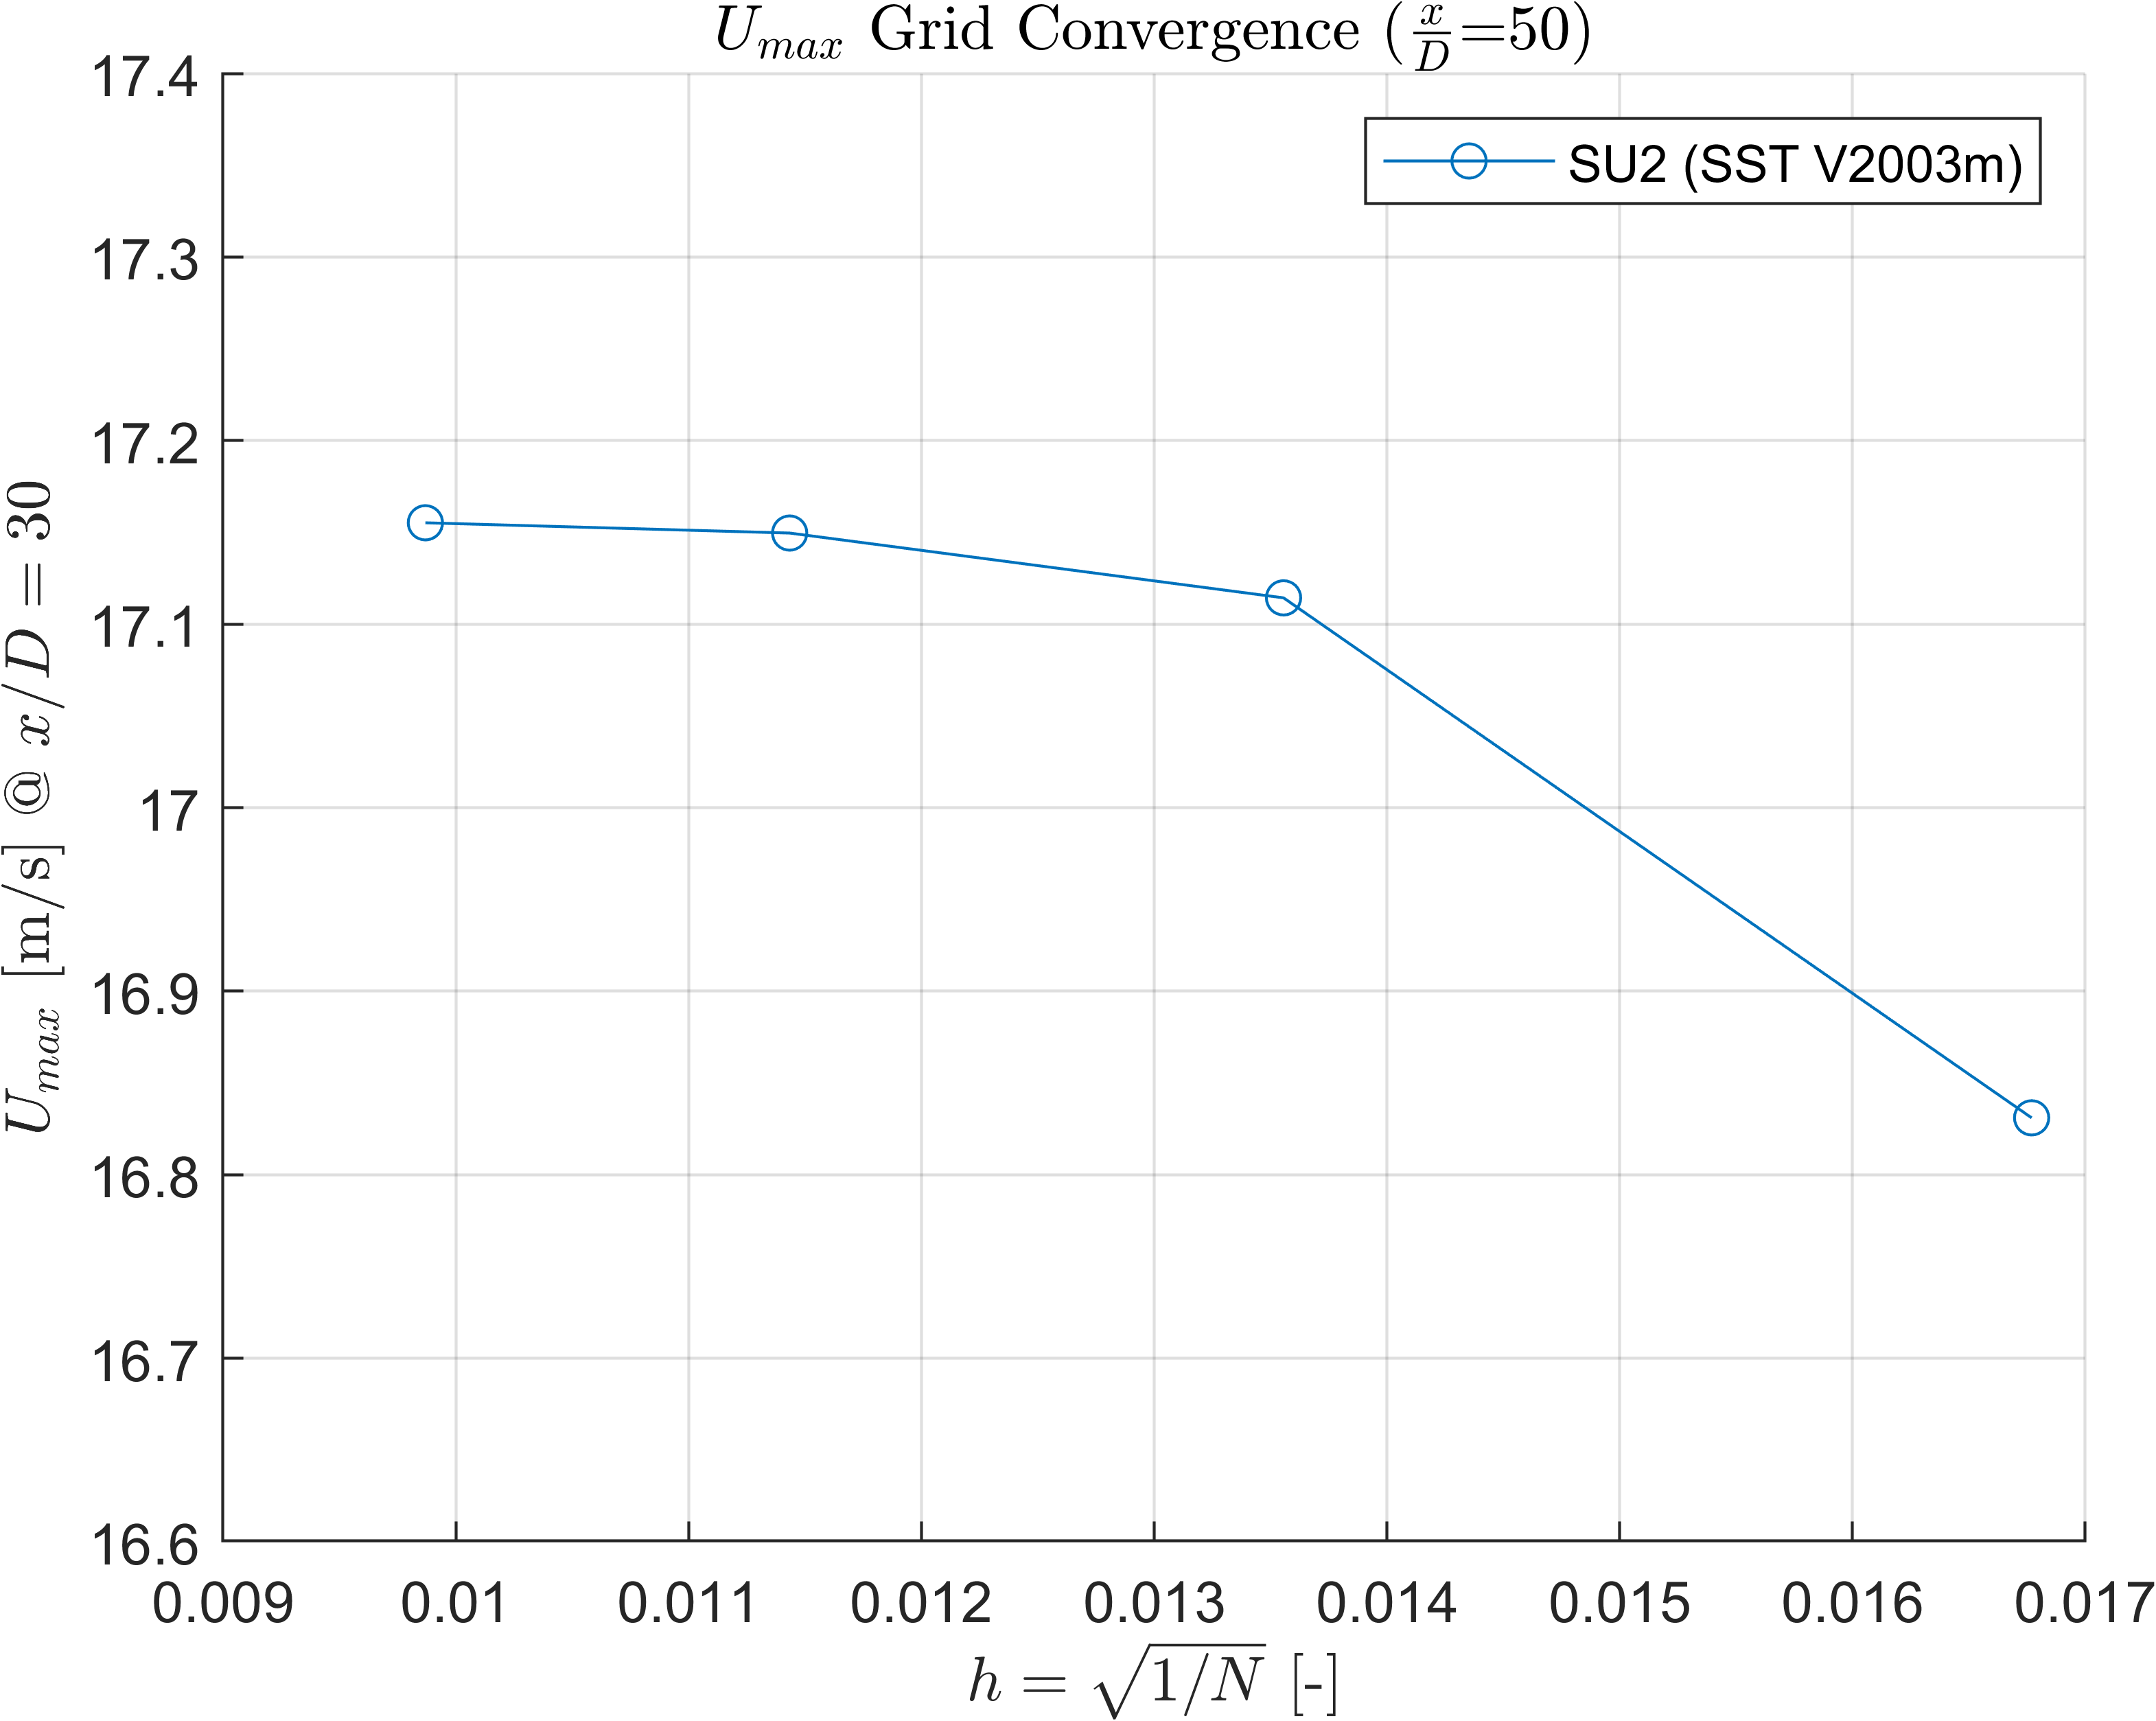 U_max Grid Convergence (x/D=50)
SU2 (SST V2003m)
U_max [m/s] @ x/D = 30
17.4
17.3
17.2
17.1
17
16.9
16.8
16.7
16.6
0.009 0.01 0.011 0.012 0.013 0.014 0.015 0.016 0.017
h = √1/N [-]